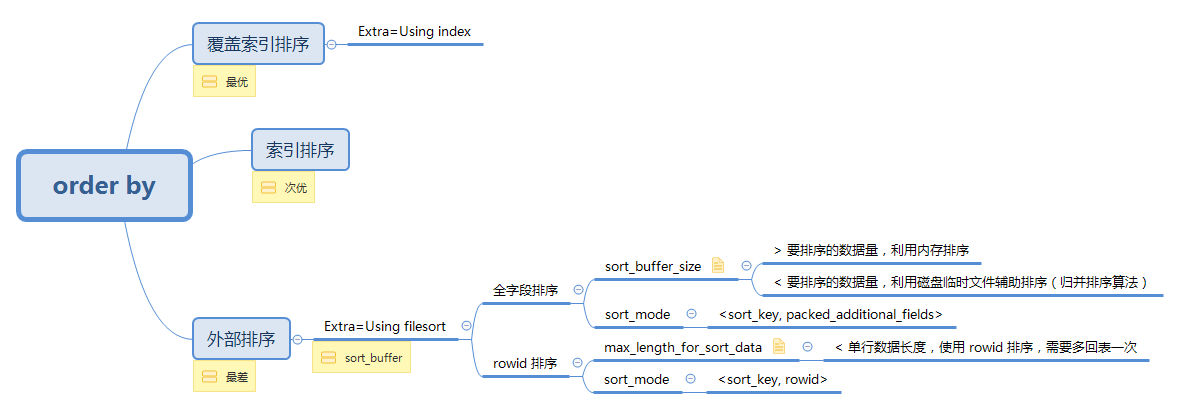 order by
覆盖索引排序
最优
Extra=Using index
索引排序
次优
外部排序
最差
Extra=Using filesort
sort_buffer
全字段排序
sort_buffer_size
> 要排序的数据量，利用内存排序
< 要排序的数据量，利用磁盘临时文件辅助排序（归并排序算法）
sort_mode
<sort_key, packed_additional_fields>
rowid 排序
max_length_for_sort_data
< 单行数据长度，使用 rowid 排序，需要多回表一次
sort_mode
<sort_key, rowid>